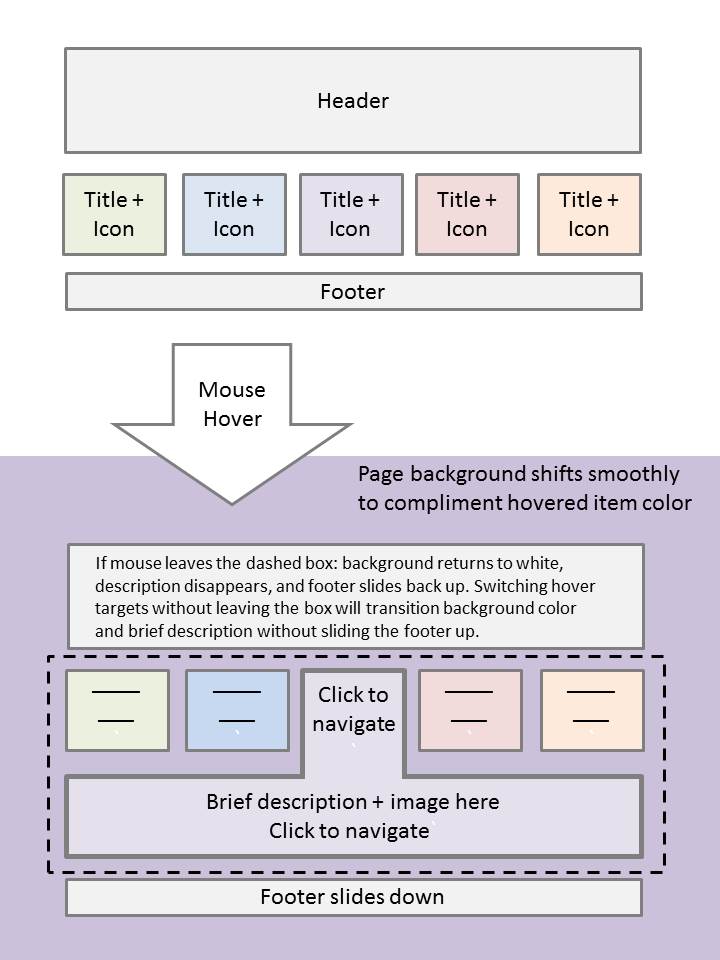 Header
Title +
Icon
Title +
Icon
Title +
Icon
Title +
Icon
Title +
Icon
Footer
Mouse
Hover
Page background shifts smoothly
to compliment hovered item color
If mouse leaves the dashed box: background returns to white,
description disappears, and footer slides back up. Switching hover
targets without leaving the box will transition background color
and brief description without sliding the footer up.
Click to
navigate
Brief description + image here
Click to navigate
Footer slides down